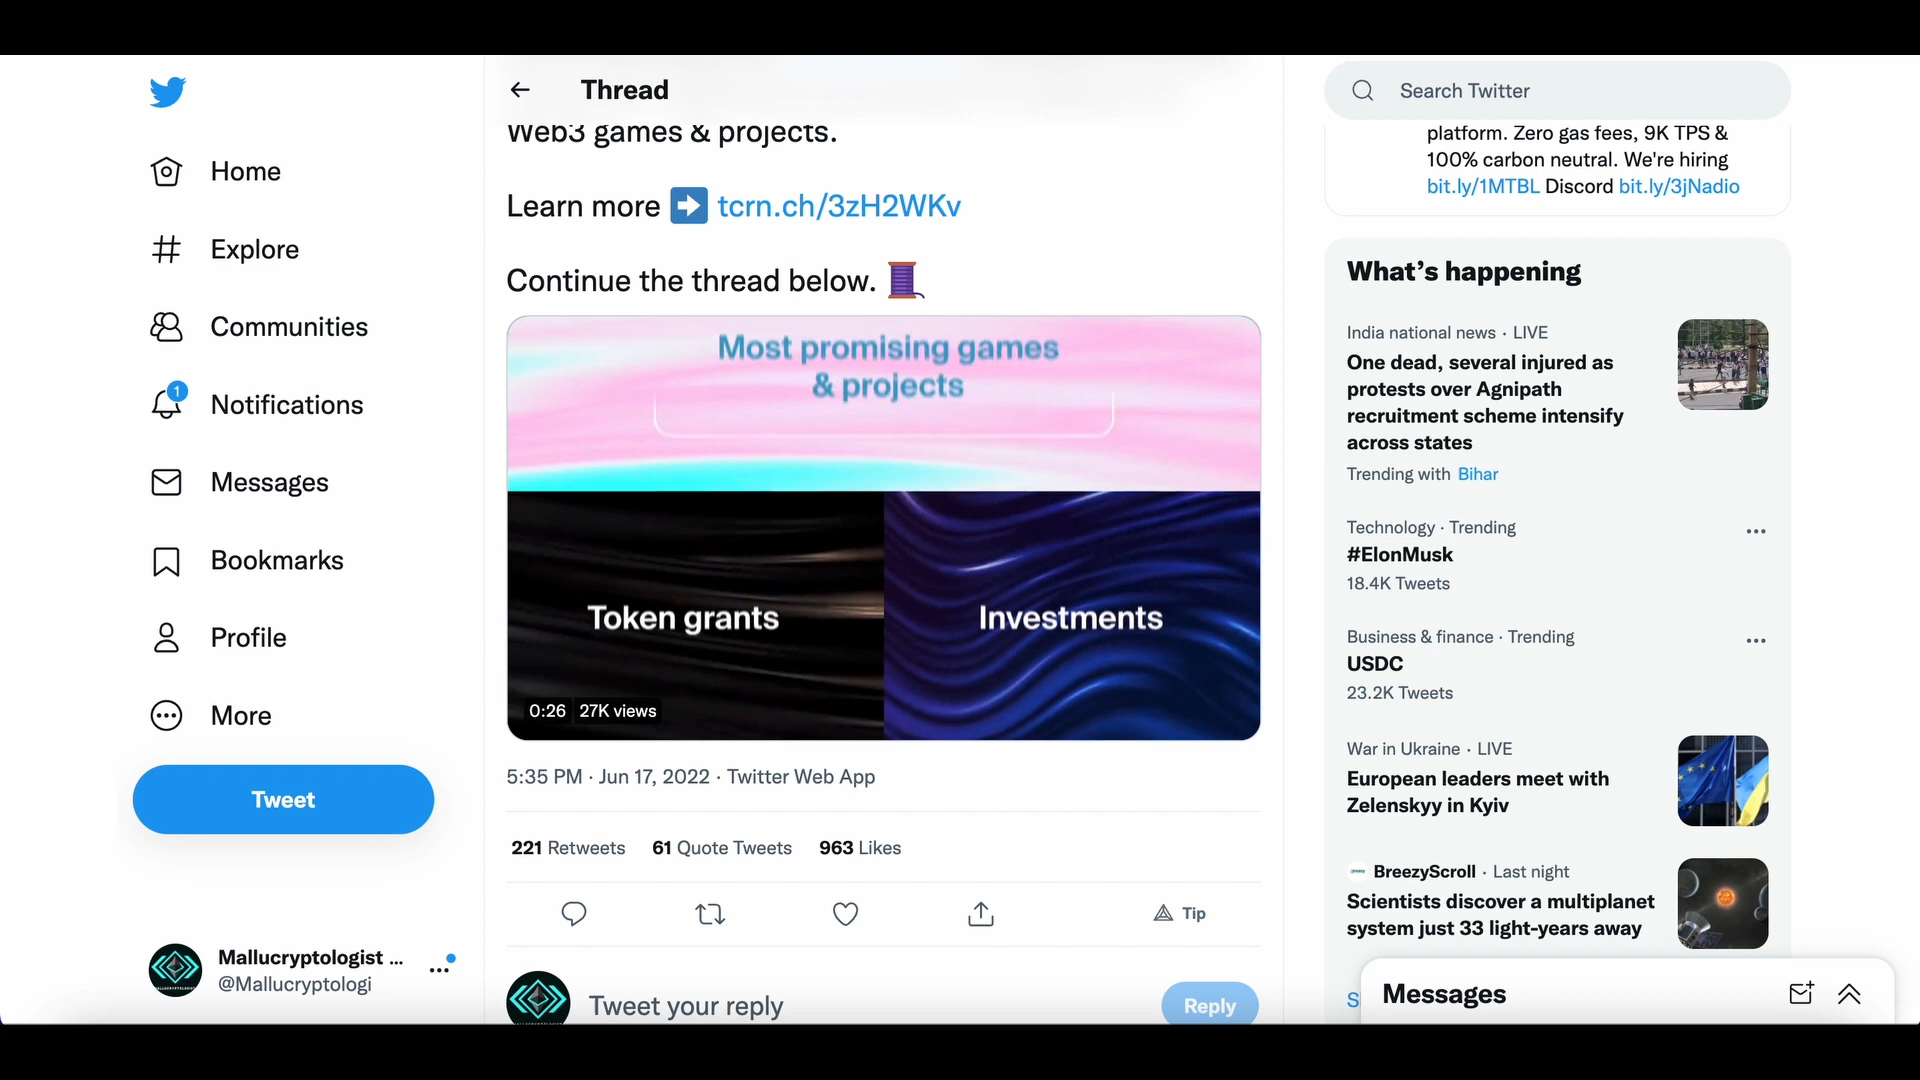 Home
Explore
Communities
1
Notifications
Messages
Bookmarks
Profile
More
Tweet
Mallucryptologist ...
@Mallucryptologi
Thread
Web3 games & projects.
Learn more ➡️ tcrn.ch/3zH2WKv
Continue the thread below. 🧵
Most promising games
& projects
Token grants
Investments
0:26 27K views
5:35 PM · Jun 17, 2022 · Twitter Web App
221 Retweets 61 Quote Tweets 963 Likes
Tip
Tweet your reply
Reply
Search Twitter
platform. Zero gas fees, 9K TPS &
100% carbon neutral. We're hiring
bit.ly/1MTBL Discord bit.ly/3jNadio
What's happening
India national news · LIVE
One dead, several injured as
protests over Agnipath
recruitment scheme intensify
across states
Trending with Bihar
Technology · Trending
#ElonMusk
18.4K Tweets
Business & finance · Trending
USDC
23.2K Tweets
War in Ukraine · LIVE
European leaders meet with
Zelenskyy in Kyiv
BreezyScroll · Last night
Scientists discover a multiplanet
system just 33 light-years away
S
Messages